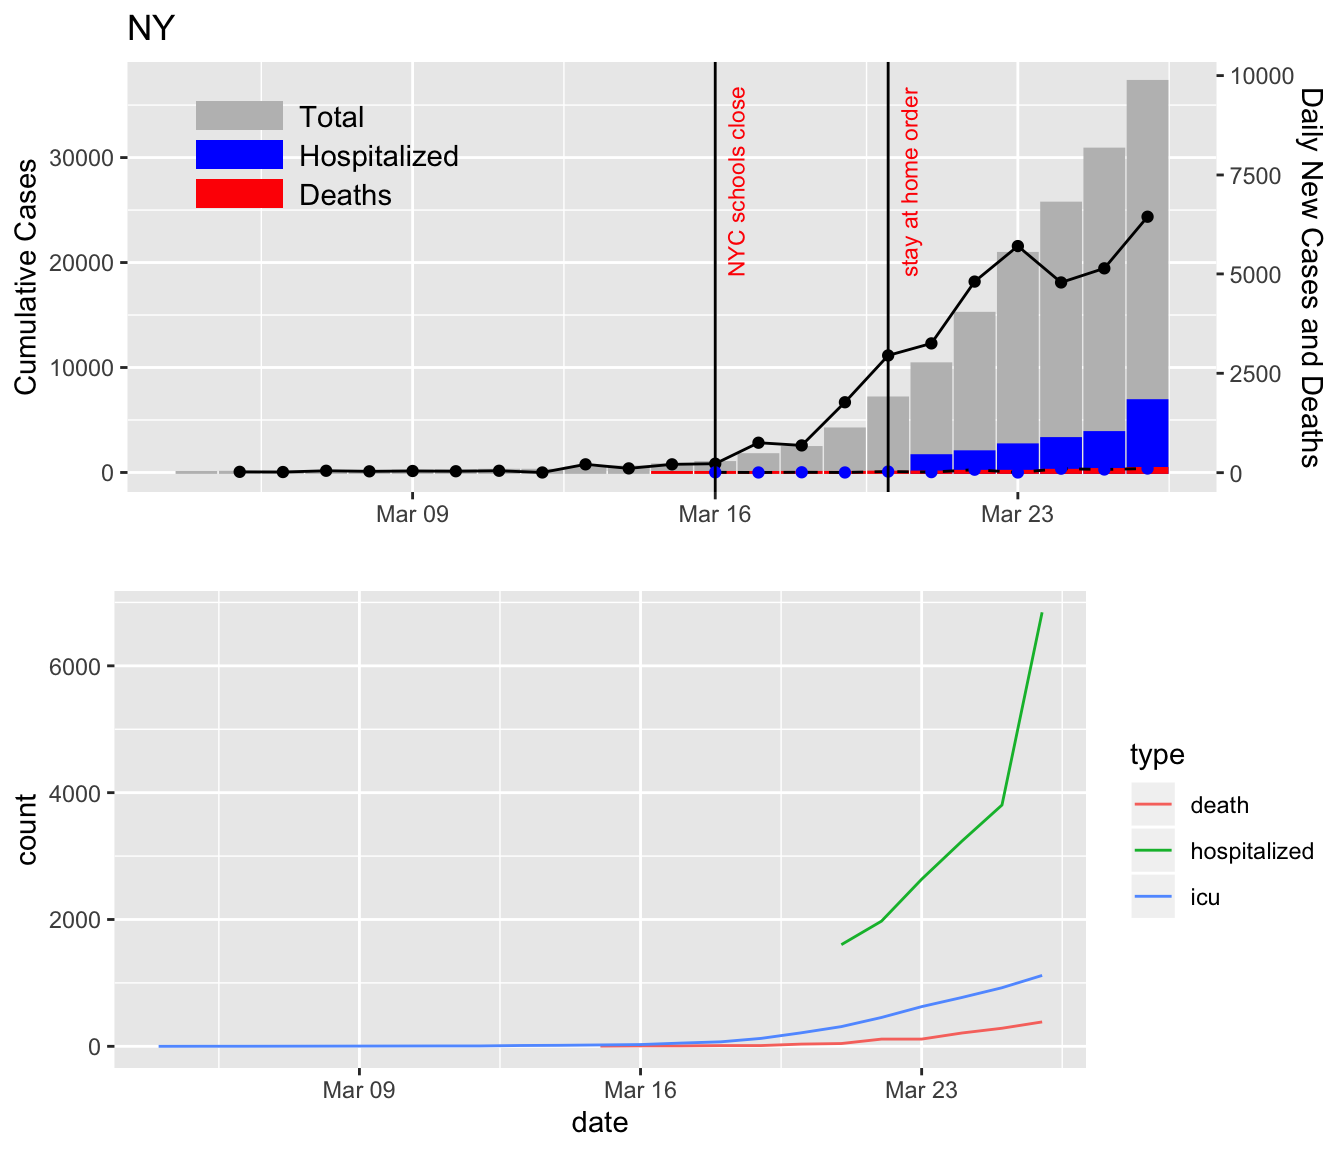 NY
Total
Hospitalized
Deaths
NYC schools close
stay at home order
Cumulative Cases
30000
20000
10000
0
10000
7500
5000
2500
0
Daily New Cases and Deaths
Mar 09
Mar 16
Mar 23
count
6000
4000
2000
0
Mar 09
Mar 16
Mar 23
date
type
death
hospitalized
icu